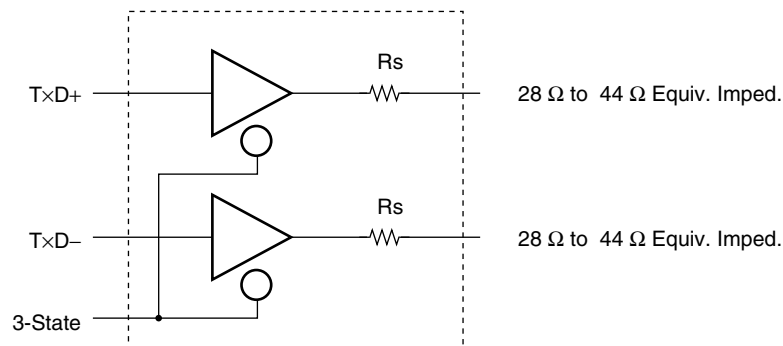 Rs
T×D+
28 Ω to 44 Ω Equiv. Imped.
Rs
T×D−
28 Ω to 44 Ω Equiv. Imped.
3-State